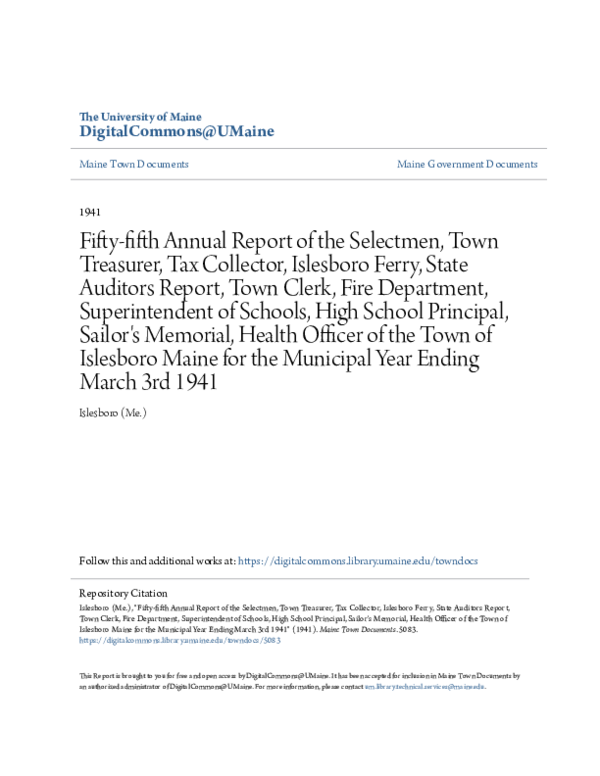 The University of Maine
DigitalCommons@UMaine
Maine Town Documents
Maine Government Documents
1941
Fifty-fifth Annual Report of the Selectmen, Town
Treasurer, Tax Collector, Islesboro Ferry, State
Auditors Report, Town Clerk, Fire Department,
Superintendent of Schools, High School Principal,
Sailor's Memorial, Health Officer of the Town of
Islesboro Maine for the Municipal Year Ending
March 3rd 1941
Islesboro (Me.)
Follow this and additional works at: https://digitalcommons.library.umaine.edu/towndocs
Repository Citation
Islesboro (Me.), "Fifty-fifth Annual Report of the Selectmen, Town Treasurer, Tax Collector, Islesboro Ferry, State Auditors Report,
Town Clerk, Fire Department, Superintendent of Schools, High School Principal, Sailor's Memorial, Health Officer of the Town of
Islesboro Maine for the Municipal Year Ending March 3rd 1941" (1941). Maine Town Documents. 5083.
https://digitalcommons.library.umaine.edu/towndocs/5083
This Report is brought to you for free and open access by DigitalCommons@UMaine. It has been accepted for inclusion in Maine Town Documents by
an authorized administrator of DigitalCommons@UMaine. For more information, please contact um.library.technical.services@maine.edu.